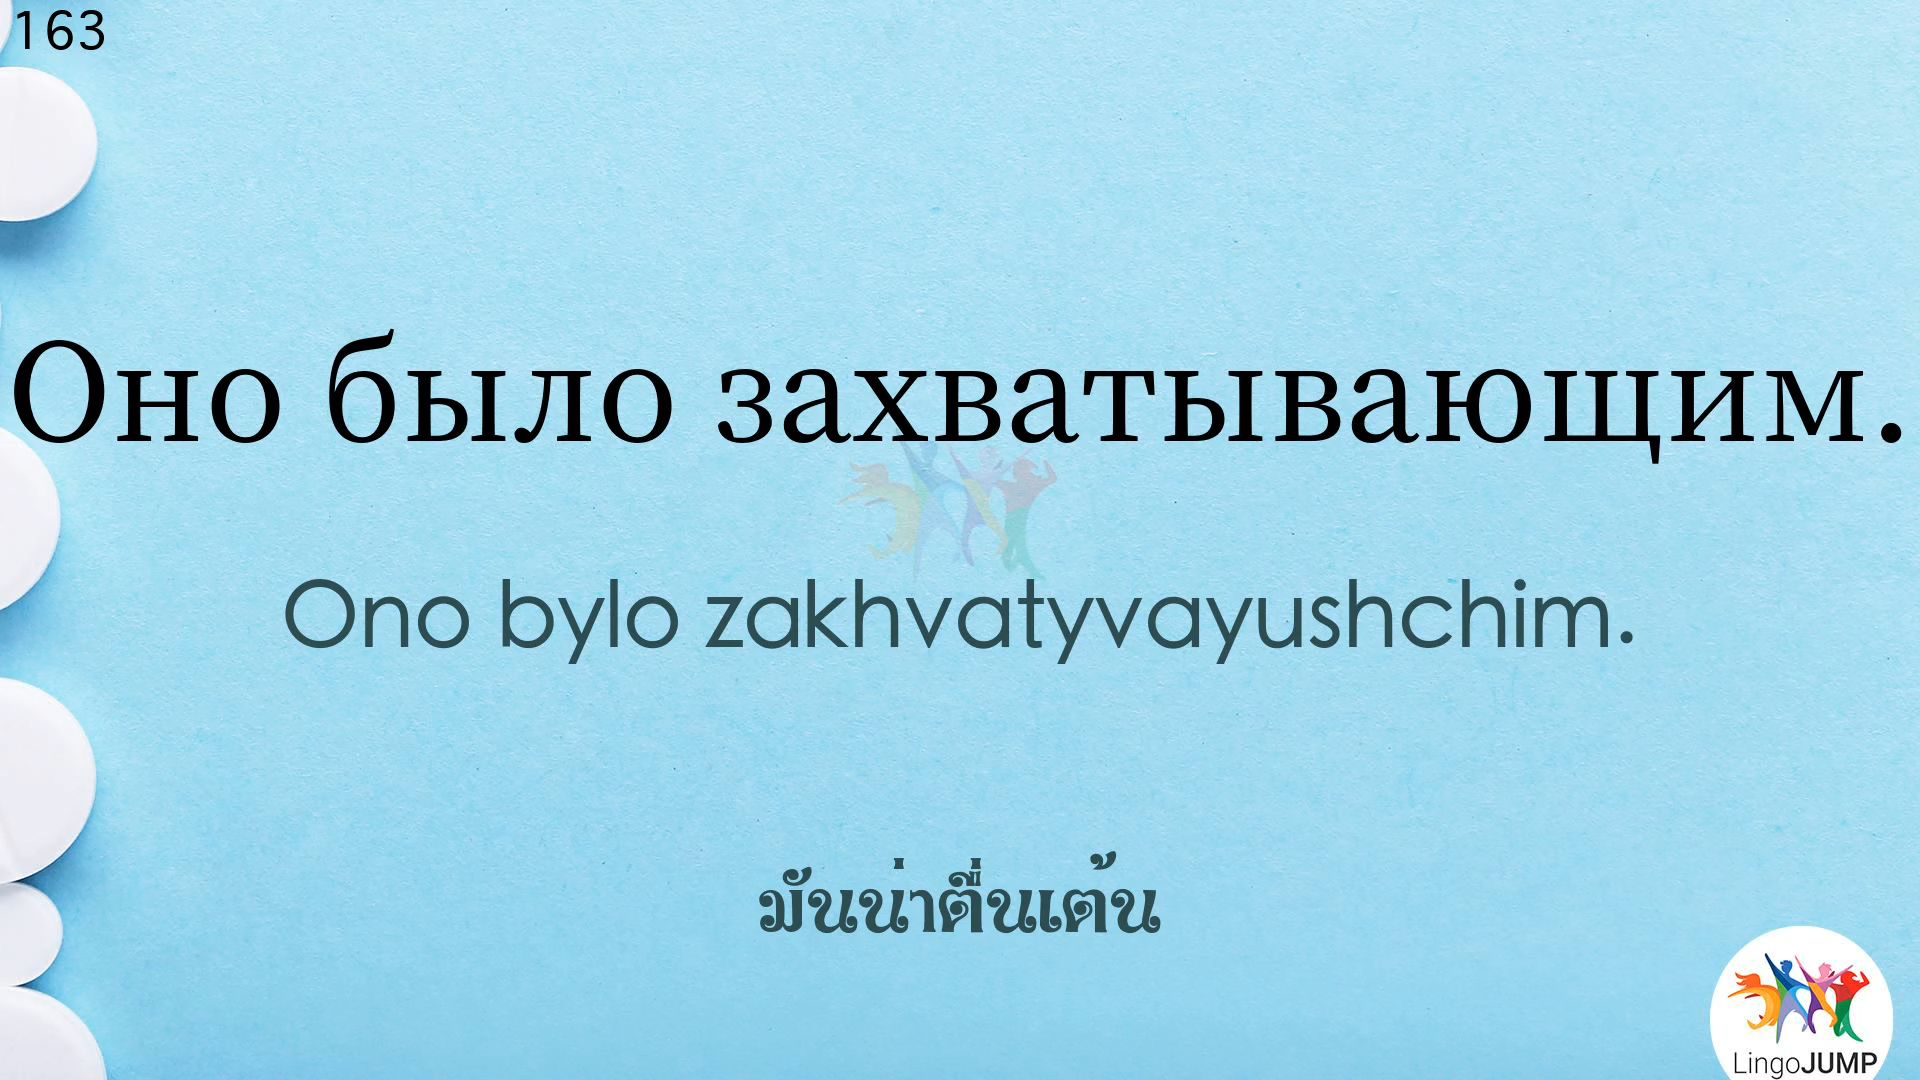 163
Оно было захватывающим.
Ono bylo zakhvatyvayushchim.
มันน่าตื่นเต้น
LingoJUMP